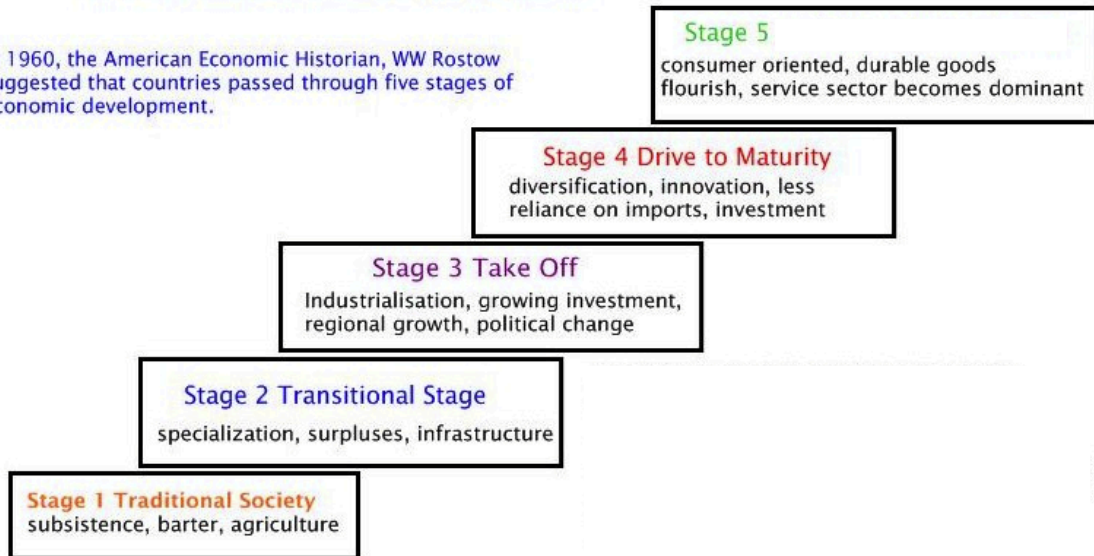 1960, the American Economic Historian, WW Rostow
uggested that countries passed through five stages of
conomic development.
Stage 5
consumer oriented, durable goods
flourish, service sector becomes dominant
Stage 4 Drive to Maturity
diversification, innovation, less
reliance on imports, investment
Stage 3 Take Off
Industrialisation, growing investment,
regional growth, political change
Stage 2 Transitional Stage
specialization, surpluses, infrastructure
Stage 1 Traditional Society
subsistence, barter, agriculture